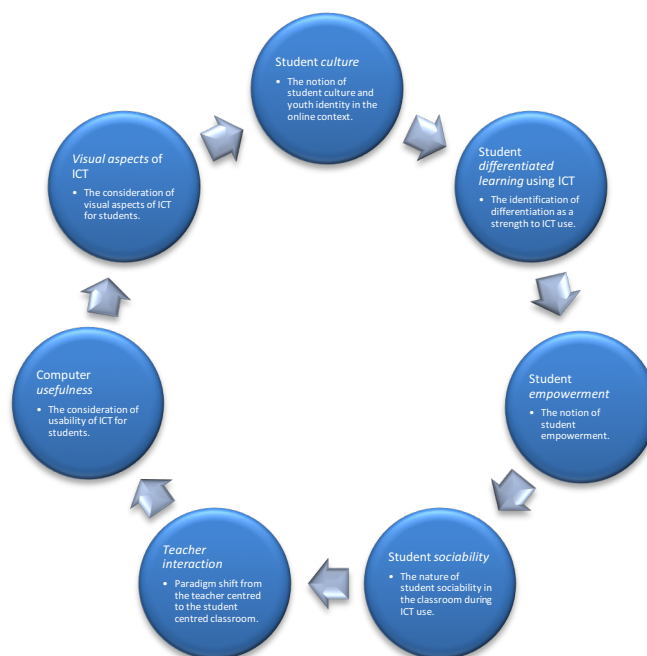 Student culture
• The notion of
student culture and
youth identity in the
online context.
Student
differentiated
learning using ICT
• The identification of
differentiation as a
strength to ICT use.
Student
empowerment
• The notion of
student
empowerment.
Student sociability
• The nature of
student sociability in
the classroom during
ICT use.
Teacher
interaction
• Paradigm shift from
the teacher centred
to the student
centred classroom.
Computer
usefulness
• The consideration of
usability of ICT for
students.
Visual aspects of
ICT
• The consideration of
visual aspects of ICT
for students.